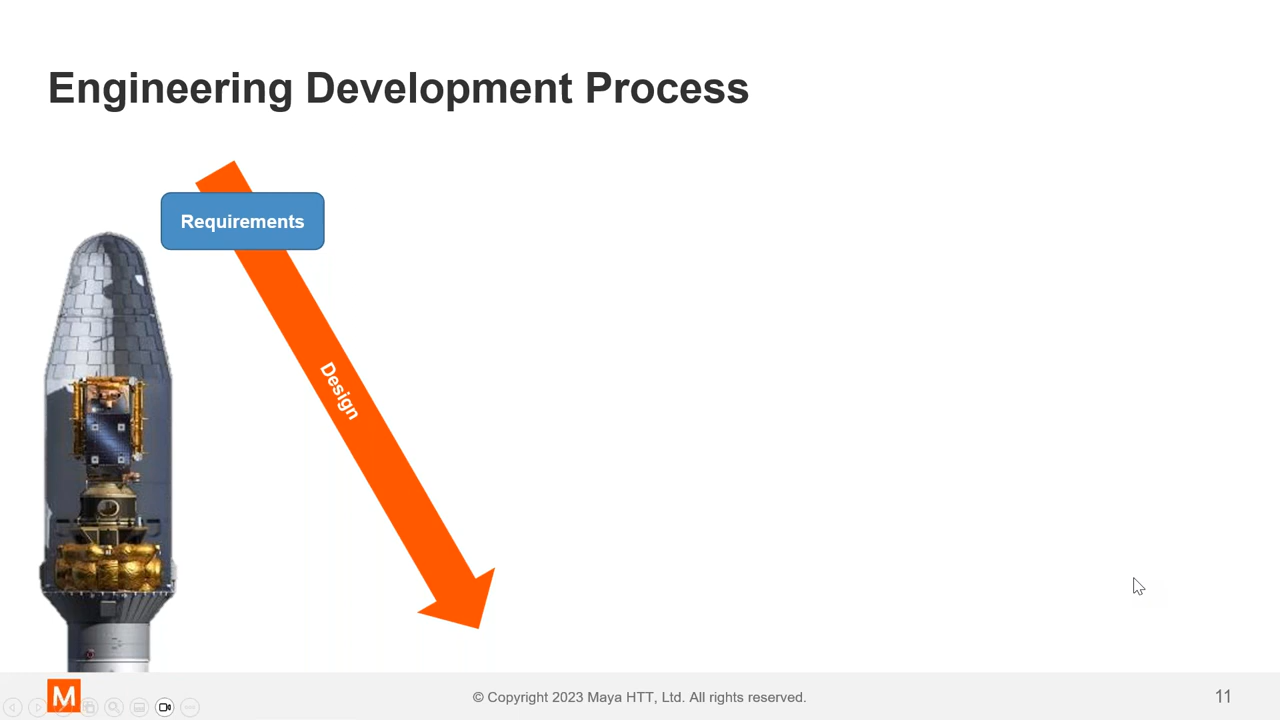 Engineering Development Process
Requirements
Design
M
© Copyright 2023 Maya HTT, Ltd. All rights reserved.
11